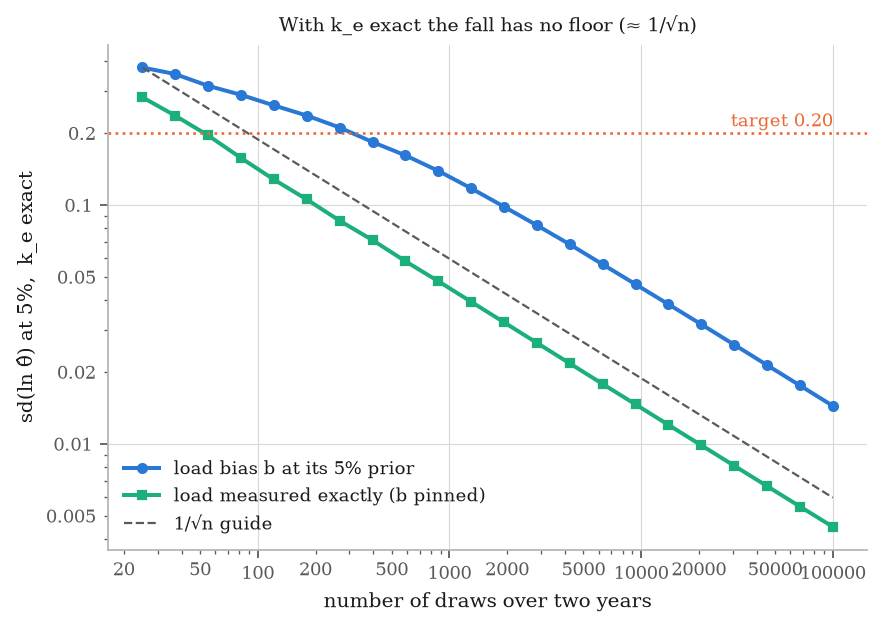 With k_e exact the fall has no floor (≈ 1/√n)
sd(ln θ̂) at 5%, k_e exact
0.2
0.1
0.05
0.02
0.01
0.005
target 0.20
load bias b at its 5% prior
load measured exactly (b pinned)
1/√n guide
20 50 100 200 500 1000 2000 5000 10000 20000 50000 100000
number of draws over two years